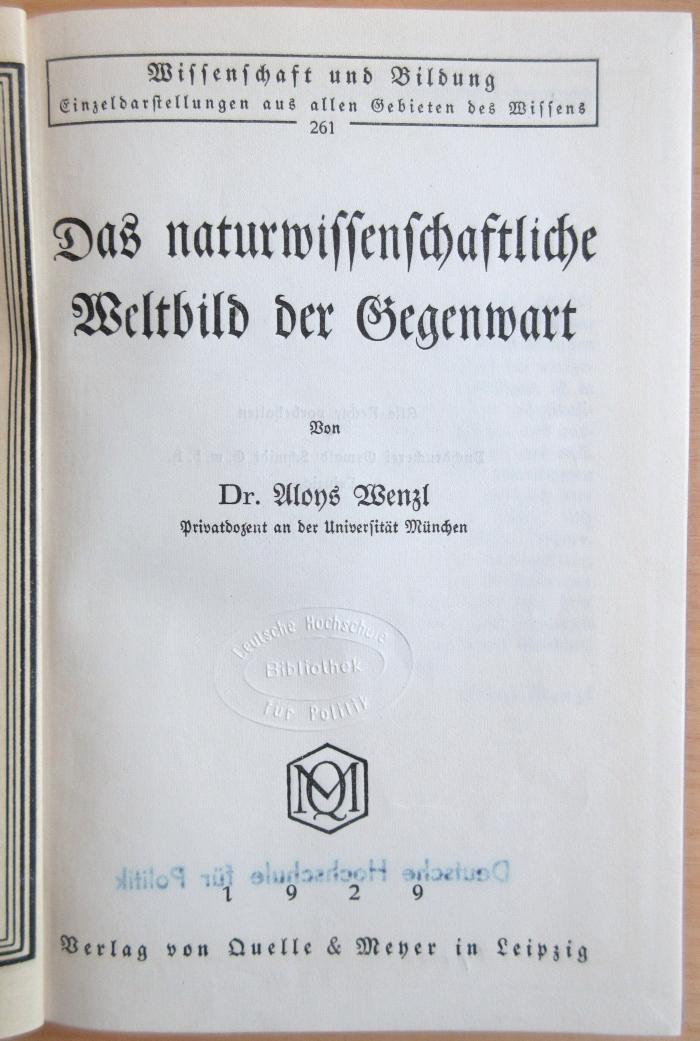 Wissenschaft und Bildung
Einzeldarstellungen aus allen Gebieten des Wissens
261
Das naturwissenschaftliche
Weltbild der Gegenwart
Von
Dr. Aloys Wenzl
Privatdozent an der Universität München
Deutsche Hochschule
Bibliothek
für Politik
QM
Deutsche Hochschule für Politik
1929
Verlag von Quelle & Meyer in Leipzig